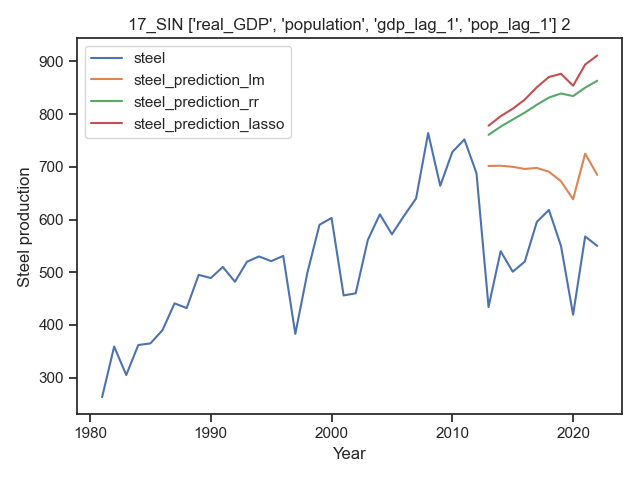 17_SIN ['real_GDP', 'population', 'gdp_lag_1', 'pop_lag_1'] 2
steel
steel_prediction_lm
steel_prediction_rr
steel_prediction_lasso
Steel production
900
800
700
600
500
400
300
1980
1990
2000
2010
2020
Year